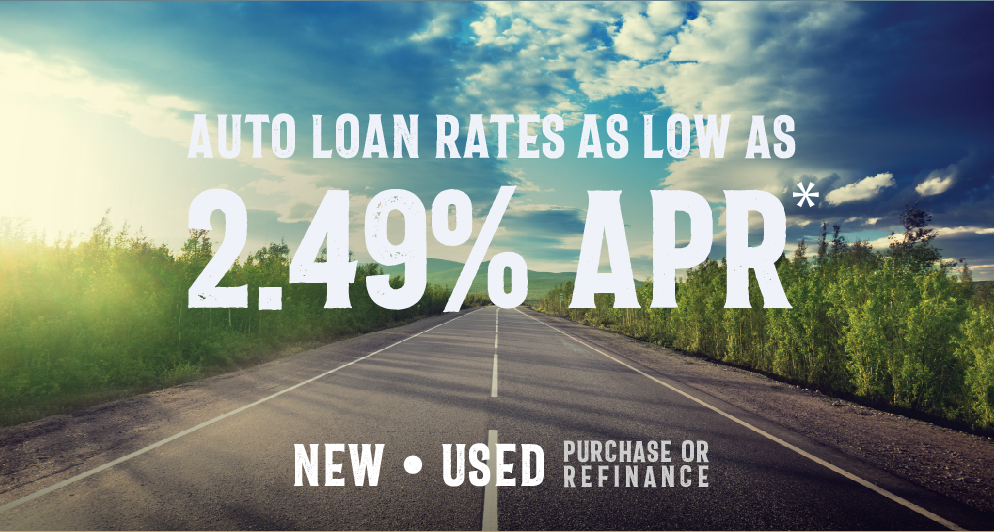 AUTO LOAN RATES AS LOW AS
2.49% APR*
NEW • USED PURCHASE OR
REFINANCE